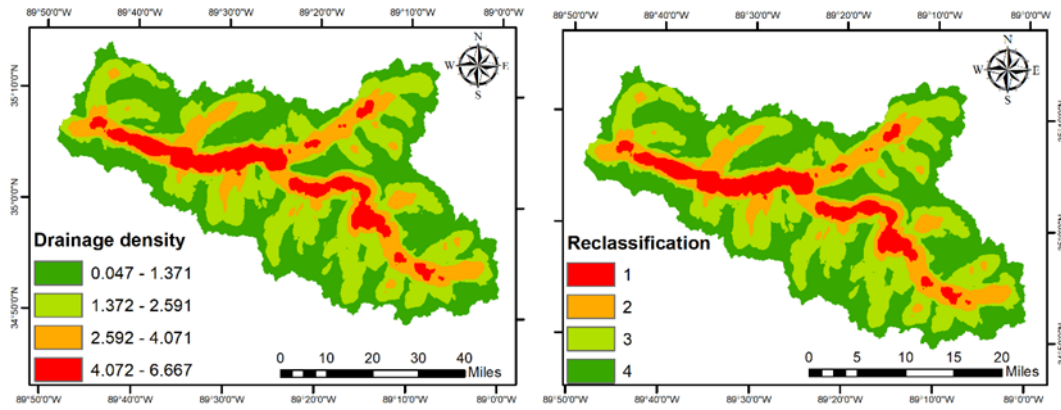 89°50'0"W 89°40'0"W 89°30'0"W 89°20'0"W 89°10'0"W 89°0'0"W
35°10'0"N
35°0'0"N
34°50'0"N
N
W E
S
Drainage density
0.047 - 1.371
1.372 - 2.591
2.592 - 4.071
4.072 - 6.667
0 10 20 30 40
Miles
89°50'0"W 89°40'0"W 89°30'0"W 89°20'0"W 89°10'0"W 89°0'0"W
89°50'0"W 89°40'0"W 89°30'0"W 89°20'0"W 89°10'0"W 89°0'0"W
N
W E
S
Reclassification
1
2
3
4
0 5 10 15 20
Miles
89°50'0"W 89°40'0"W 89°30'0"W 89°20'0"W 89°10'0"W 89°0'0"W